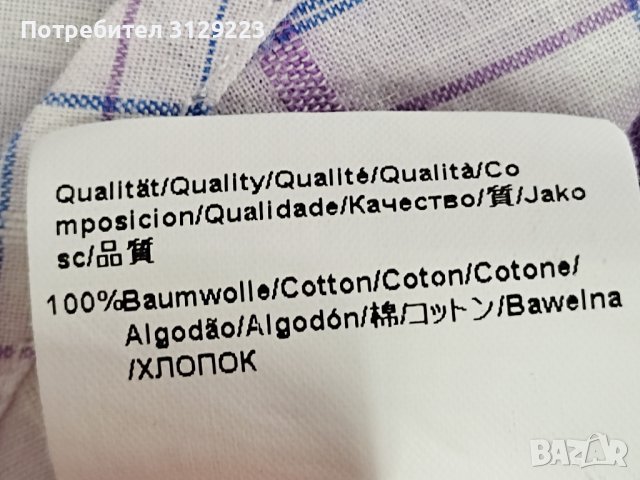 Потребител 3129223
Qualität/Quality/Qualité/Qualità/Co
mposicion/Qualidade/Качество/質/Jako
sc/品質
100%Baumwolle/Cotton/Coton/Cotone/
Algodão/Algodón/棉/コットン/Bawelna
/ХЛОПОК
BAZAR